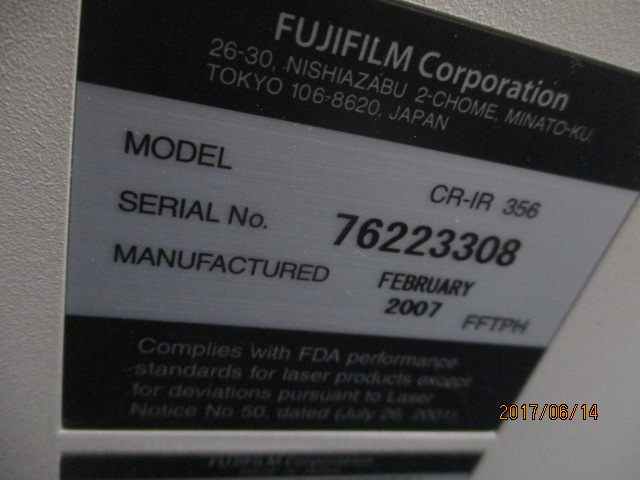 FUJIFILM Corporation
26-30, NISHIAZABU 2-CHOME, MINATO-KU,
TOKYO 106-8620, JAPAN
MODEL CR-IR 356
SERIAL No. 76223308
MANUFACTURED FEBRUARY
2007 FFTPH
Complies with FDA performance
standards for laser products except
for deviations pursuant to Laser
Notice No.50, dated (July 26, 2001).
2017/06/14
FUJIFILM Corporation